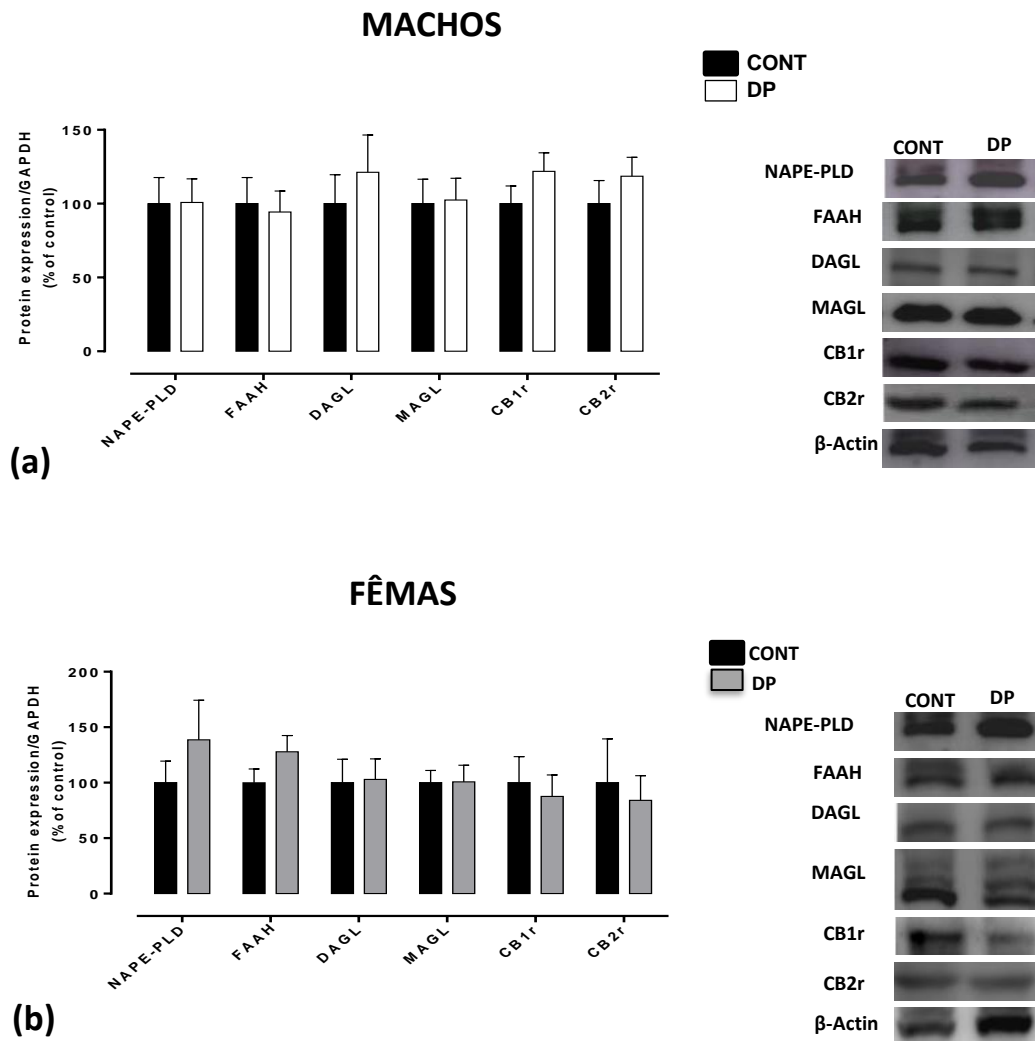 MACHOS
CONT
DP
Protein expression/GAPDH
(% of control)
150
100
50
0
NAPE-PLD
FAAH
DAGL
MAGL
CB1r
CB2r
CONT DP
NAPE-PLD
FAAH
DAGL
MAGL
CB1r
CB2r
β-Actin
(a)
FÊMAS
CONT
DP
Protein expression/GAPDH
(% of control)
200
150
100
50
0
NAPE-PLD
FAAH
DAGL
MAGL
CB1r
CB2r
CONT DP
NAPE-PLD
FAAH
DAGL
MAGL
CB1r
CB2r
β-Actin
(b)